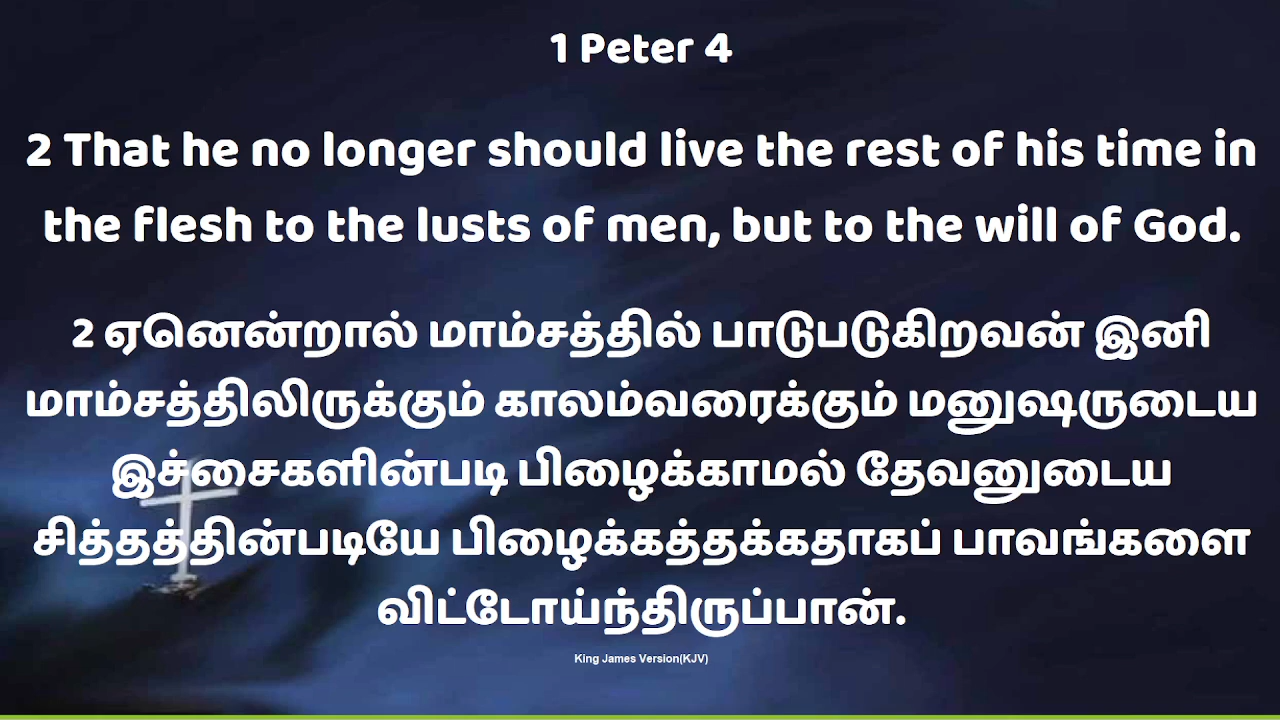 1 Peter 4
2 That he no longer should live the rest of his time in
the flesh to the lusts of men, but to the will of God.
2 ஏனென்றால் மாம்சத்தில் பாடுபடுகிறவன் இனி
மாம்சத்திலிருக்கும் காலம்வரைக்கும் மனுஷருடைய
இச்சைகளின்படி பிழைக்காமல் தேவனுடைய
சித்தத்தின்படியே பிழைக்கத்தக்கதாகப் பாவங்களை
விட்டோய்ந்திருப்பான்.
King James Version(KJV)